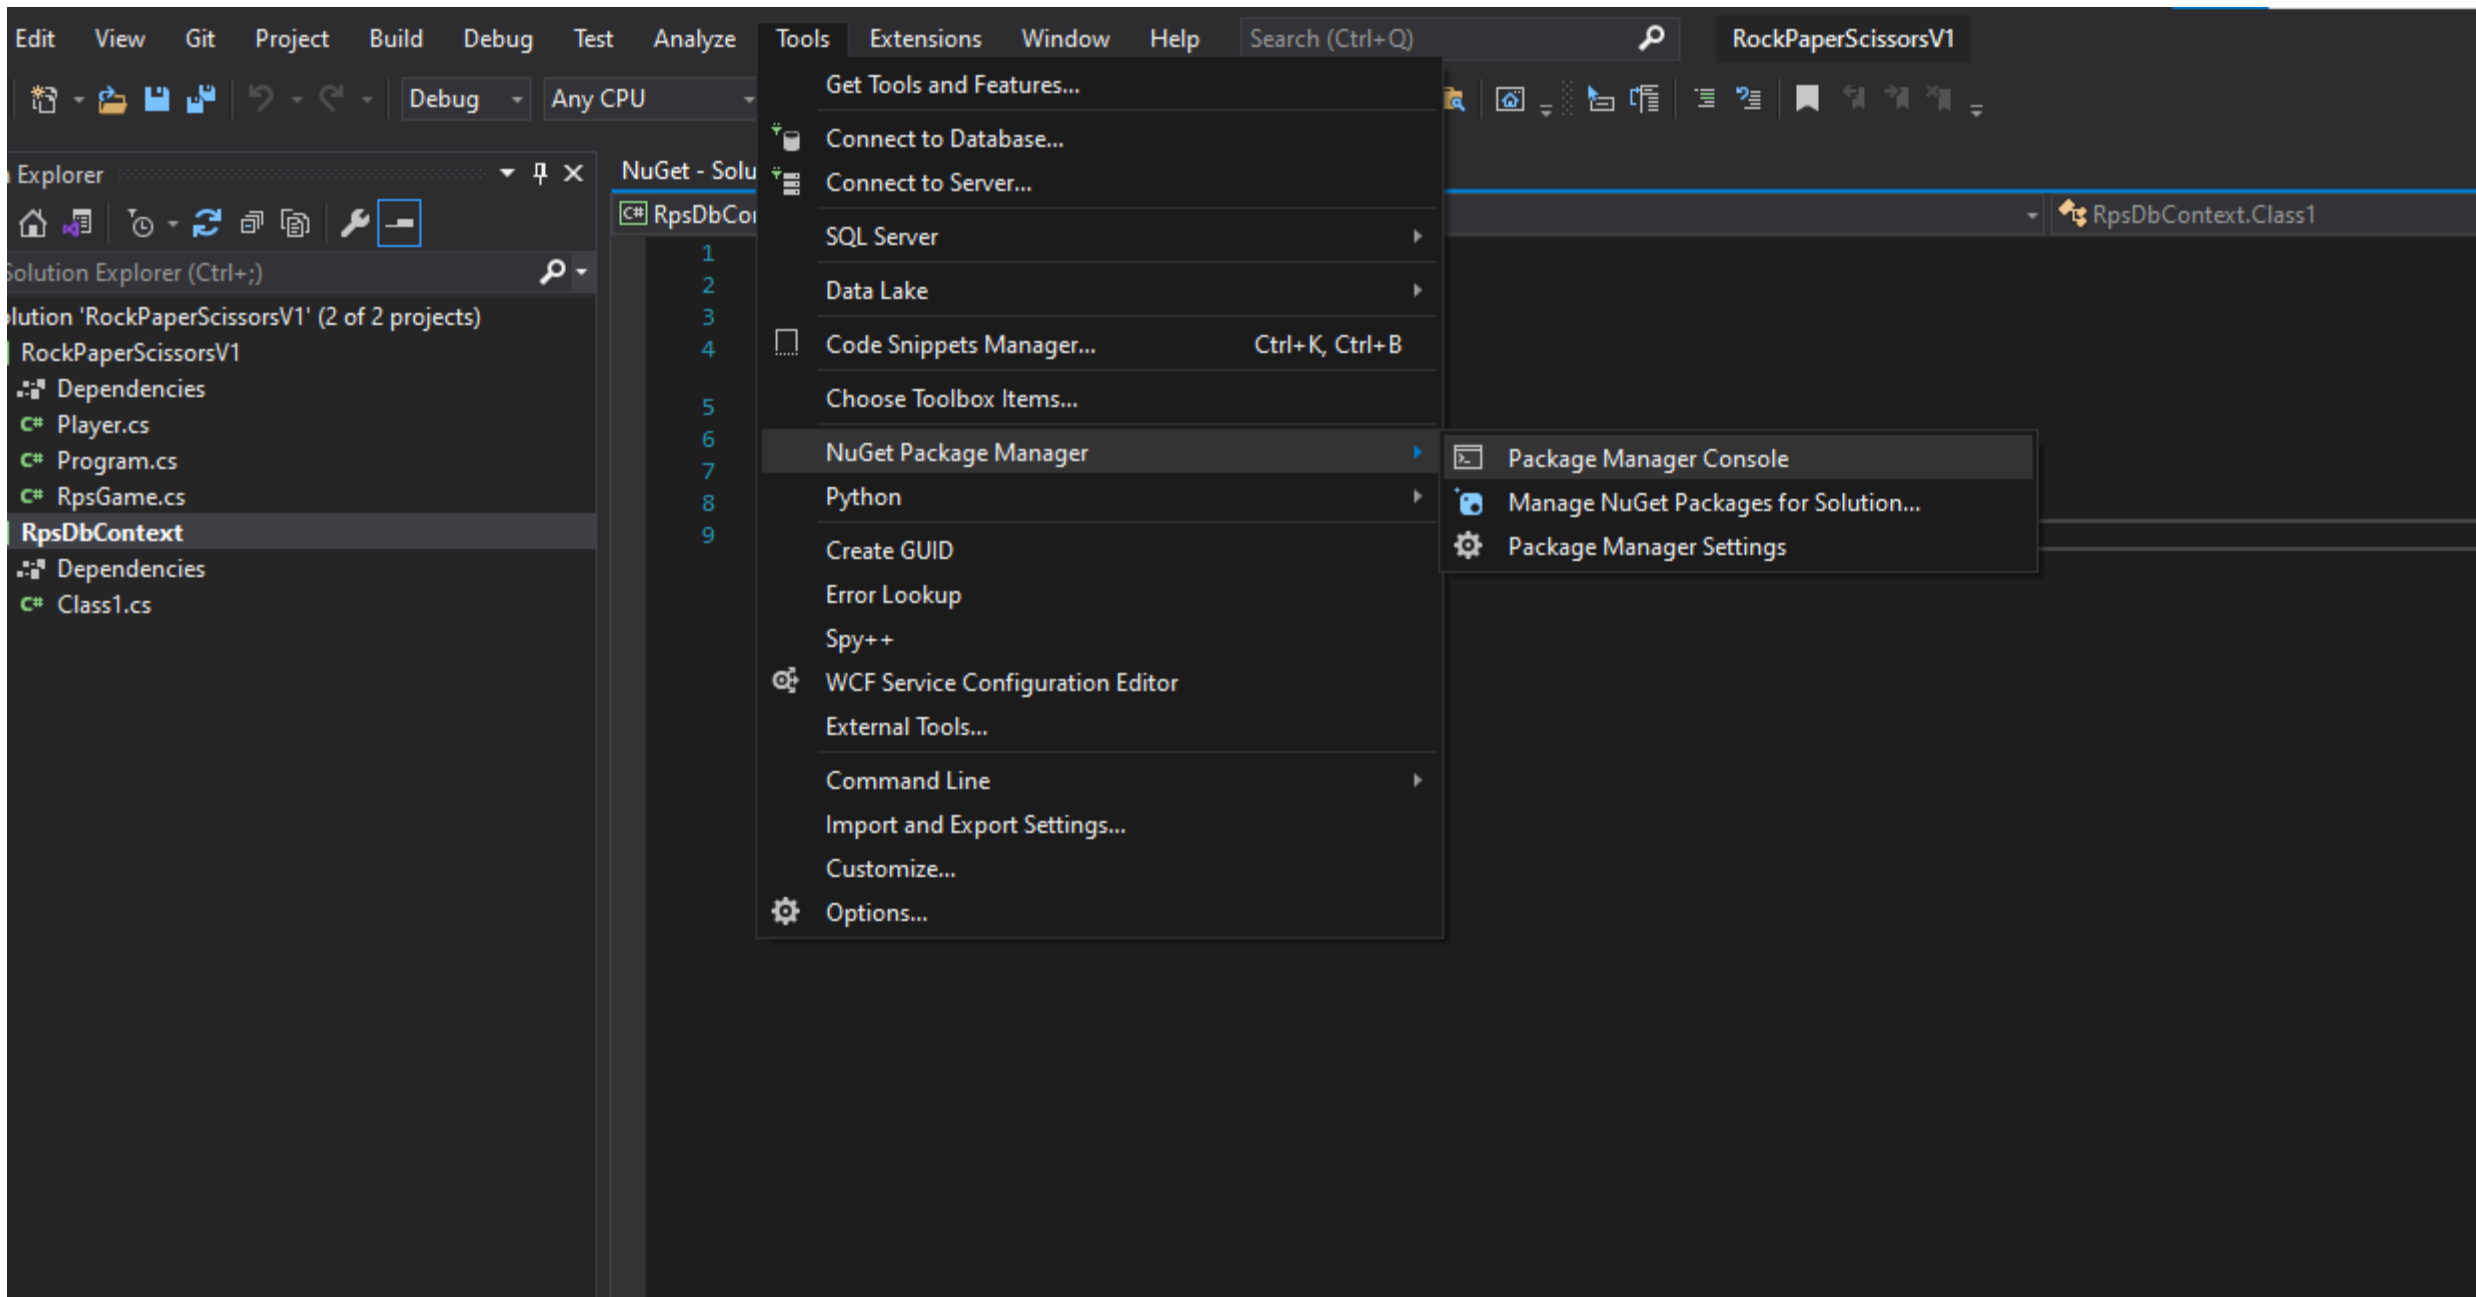 Edit View Git Project Build Debug Test Analyze Tools Extensions Window Help Search (Ctrl+Q) RockPaperScissorsV1
Debug Any CPU
Explorer
Solution Explorer (Ctrl+;)
olution 'RockPaperScissorsV1' (2 of 2 projects)
RockPaperScissorsV1
Dependencies
C# Player.cs
C# Program.cs
C# RpsGame.cs
RpsDbContext
Dependencies
C# Class1.cs
NuGet - Solu
C# RpsDbCo
RpsDbContext.Class1
1
2
3
4
5
6
7
8
9
Get Tools and Features...
Connect to Database...
Connect to Server...
SQL Server
Data Lake
Code Snippets Manager... Ctrl+K, Ctrl+B
Choose Toolbox Items...
NuGet Package Manager
Python
Create GUID
Error Lookup
Spy++
WCF Service Configuration Editor
External Tools...
Command Line
Import and Export Settings...
Customize...
Options...
Package Manager Console
Manage NuGet Packages for Solution...
Package Manager Settings